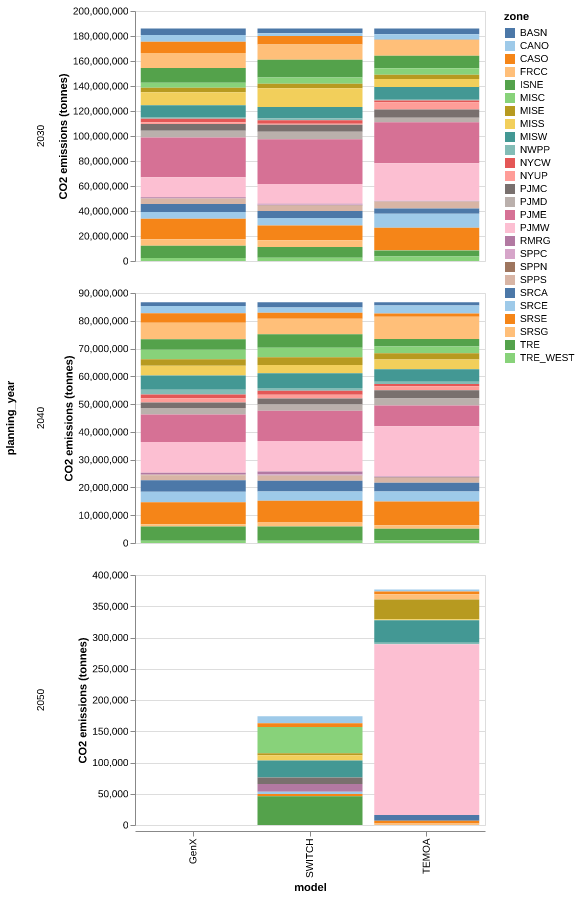 planning_year
2030
CO2 emissions (tonnes)
200,000,000
180,000,000
160,000,000
140,000,000
120,000,000
100,000,000
80,000,000
60,000,000
40,000,000
20,000,000
0
2040
CO2 emissions (tonnes)
90,000,000
80,000,000
70,000,000
60,000,000
50,000,000
40,000,000
30,000,000
20,000,000
10,000,000
0
2050
CO2 emissions (tonnes)
400,000
350,000
300,000
250,000
200,000
150,000
100,000
50,000
0
GenX
SWITCH
TEMOA
model
zone
BASN
CANO
CASO
FRCC
ISNE
MISC
MISE
MISS
MISW
NWPP
NYCW
NYUP
PJMC
PJMD
PJME
PJMW
RMRG
SPPC
SPPN
SPPS
SRCA
SRCE
SRSE
SRSG
TRE
TRE_WEST